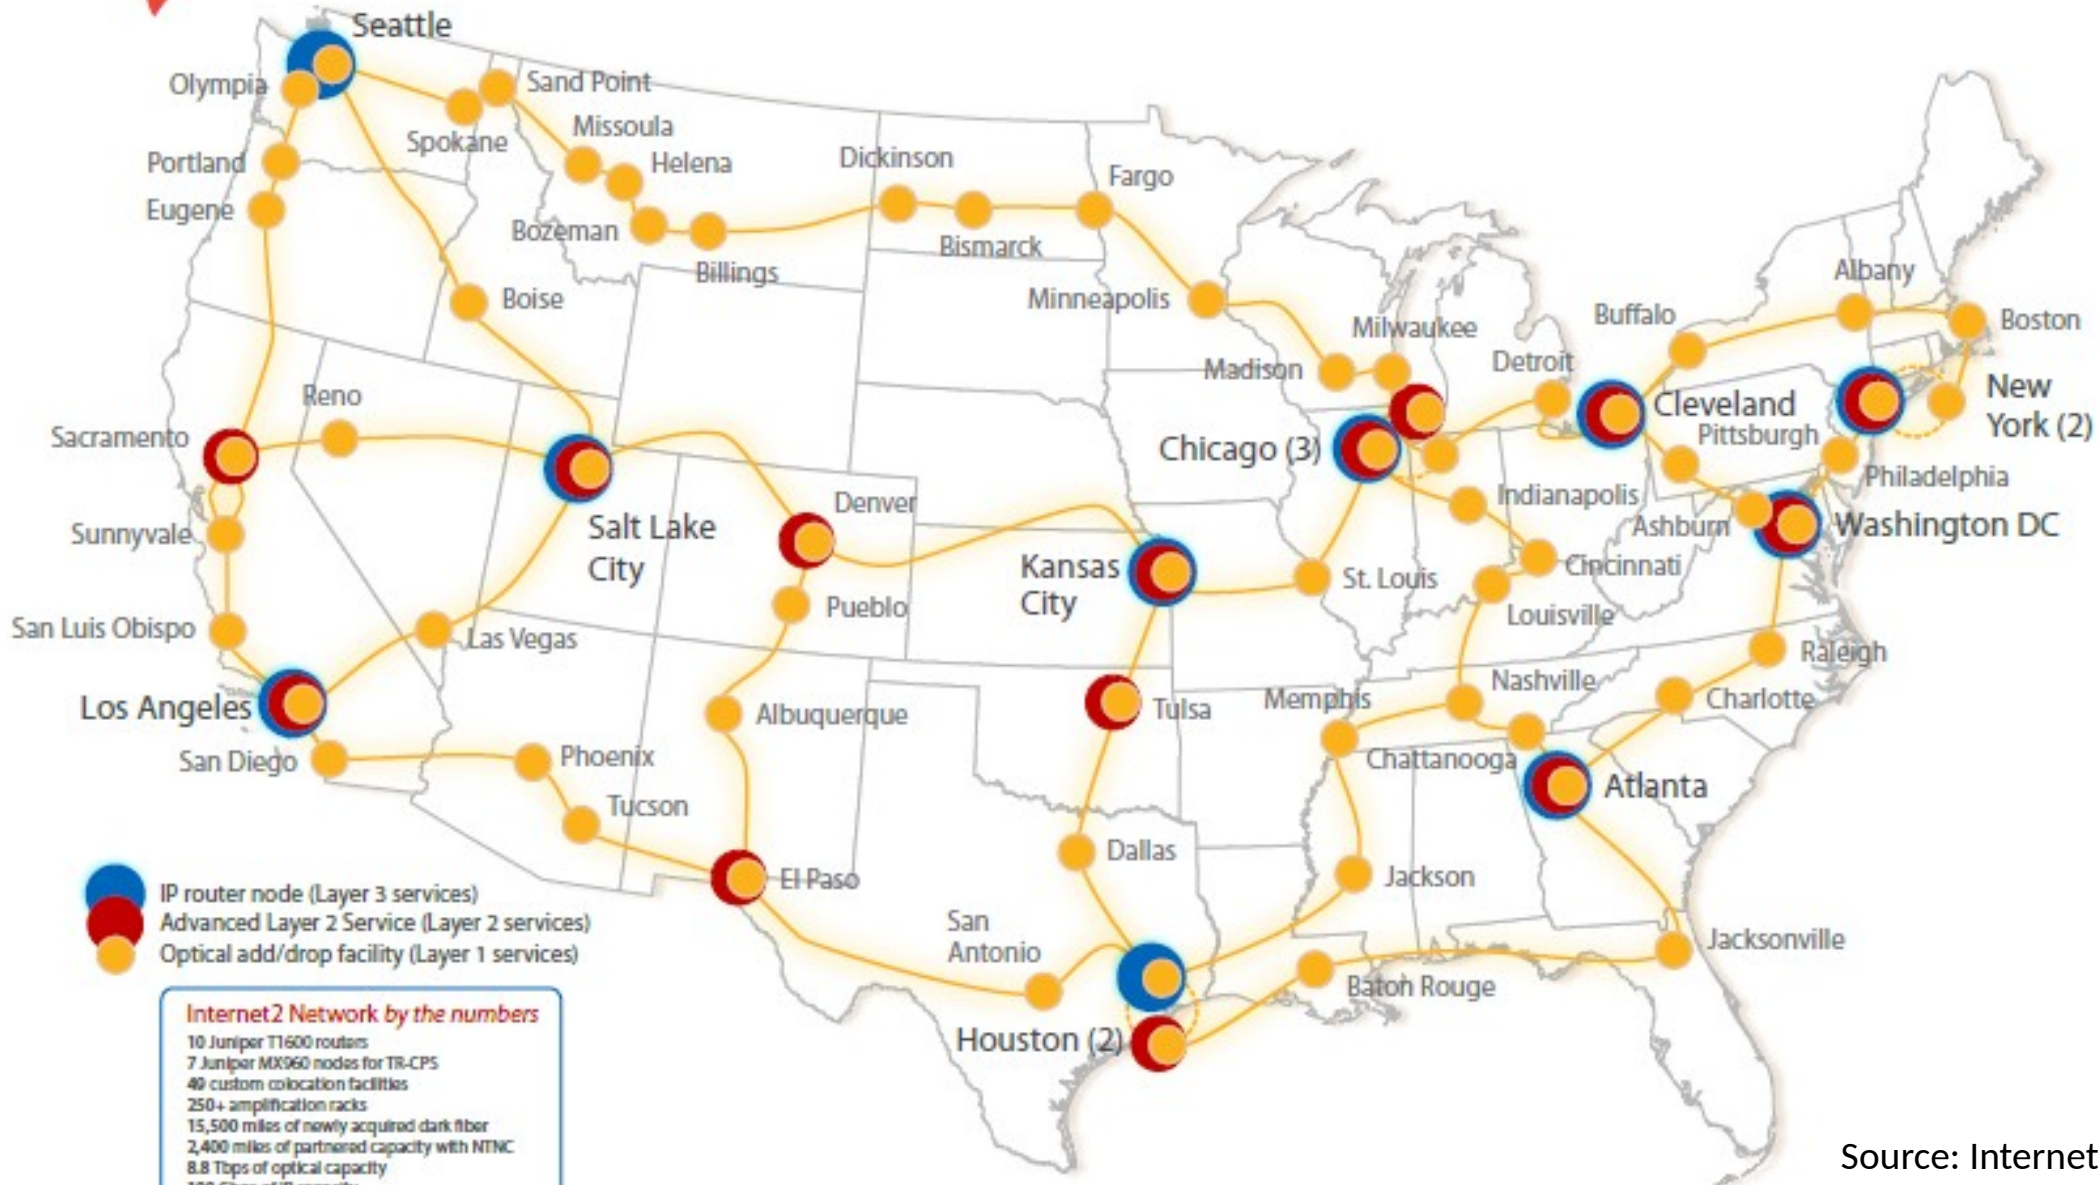 Seattle
Olympia
Sand Point
Spokane
Missoula
Helena
Portland
Eugene
Dickinson
Fargo
Bozeman
Bismarck
Billings
Boise
Minneapolis
Milwaukee
Madison
Detroit
Buffalo
Albany
Boston
Reno
Sacramento
Cleveland
Pittsburgh
New
York (2)
Chicago (3)
Philadelphia
Indianapolis
Ashburn
Washington DC
Denver
Sunnyvale
Salt Lake
City
Kansas
City
St. Louis
Cincinnati
Louisville
Pueblo
San Luis Obispo
Las Vegas
Raleigh
Nashville
Memphis
Charlotte
Los Angeles
Albuquerque
Tulsa
San Diego
Phoenix
Chattanooga
Atlanta
Tucson
Dallas
Jackson
El Paso
IP router node (Layer 3 services)
Advanced Layer 2 Service (Layer 2 services)
Optical add/drop facility (Layer 1 services)
San
Antonio
Jacksonville
Baton Rouge
Houston (2)
Internet2 Network by the numbers
10 Juniper T1600 routers
7 Juniper MX960 nodes for TR-CPS
49 custom colocation facilities
250+ amplification racks
15,500 miles of newly acquired dark fiber
2,400 miles of partnered capacity with NTNC
8.8 Tbps of optical capacity
Source: Internet